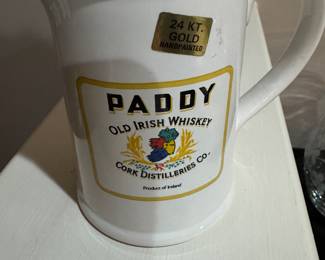 24 KT.
GOLD
HANDPAINTED
PADDY
OLD IRISH WHISKEY
CORK DISTILLERIES CO.
Product of Ireland